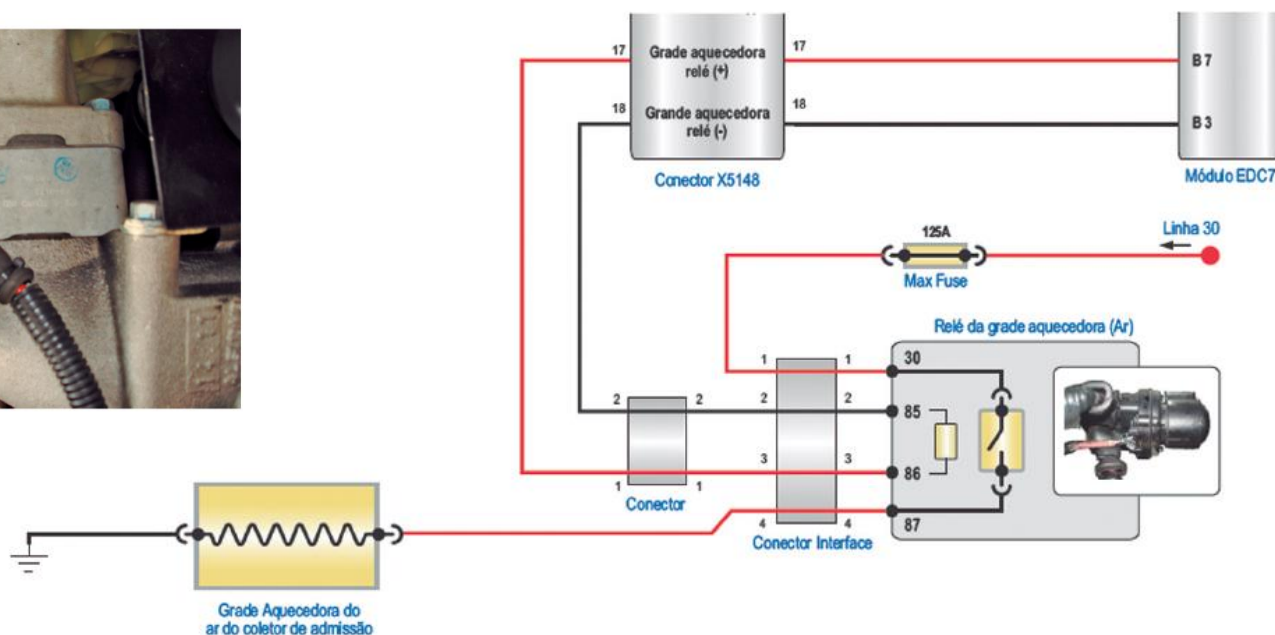 17
Grade aquecedora
relé (+)
17
B 7
18
Grande aquecedora
relé (-)
18
B 3
Conector X5148
Módulo EDC7
125A
Linha 30
Max Fuse
Relé da grade aquecedora (Ar)
1
1
30
2
2
2
2
85
3
3
86
1
1
Conector
4
4
87
Conector Interface
Grade Aquecedora do
ar do coletor de admissão